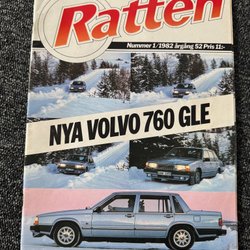 Ratten
Nummer 1/1982 årgång 52 Pris 11:-
NYA VOLVO 760 GLE